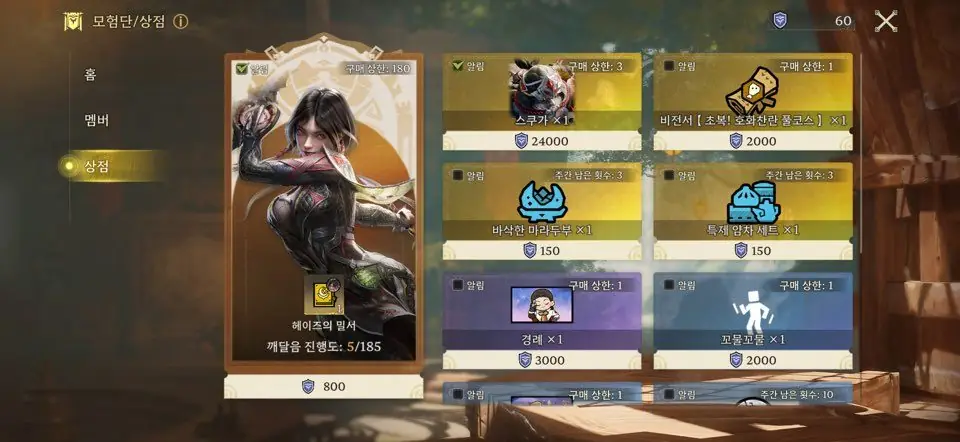 모험단/상점
60
홈
멤버
상점
알림
구매 상한: 180
헤이즈의 밀서
깨달음 진행도: 5/185
800
알림
구매 상한: 3
스쿠가 ×1
24000
알림
구매 상한: 1
비전서【 초복! 호화찬란 풀코스 】 ×1
2000
알림
주간 남은 횟수: 3
바삭한 마라두부 ×1
150
알림
주간 남은 횟수: 3
특제 얌차 세트 ×1
150
알림
구매 상한: 1
경례 ×1
3000
알림
구매 상한: 1
꼬물꼬물 ×1
2000
알림
구매 상한: 1
알림
주간 남은 횟수: 10